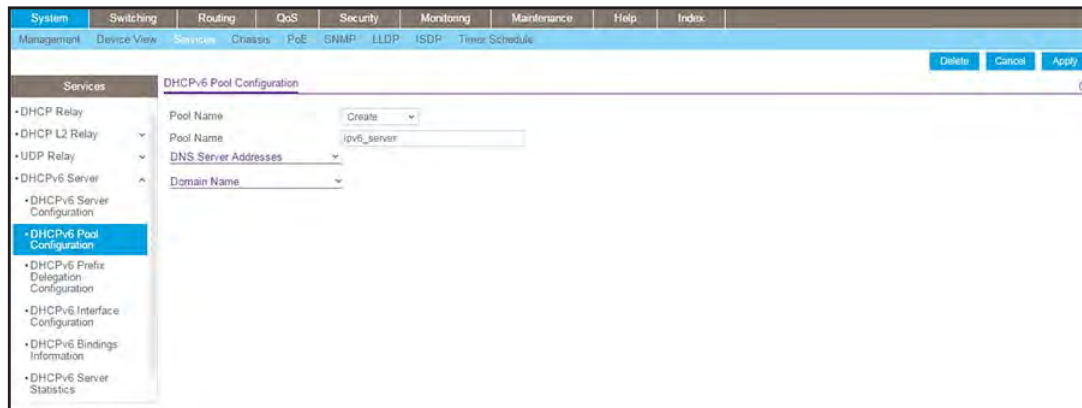 System Switching Routing QoS Security Monitoring Maintenance Help Index
Management Device View Services Chassis PoE SNMP LLDP ISDP Timer Schedule
Delete Cancel Apply
Services
DHCPv6 Pool Configuration
•DHCP Relay
•DHCP L2 Relay
•UDP Relay
•DHCPv6 Server
•DHCPv6 Server
Configuration
•DHCPv6 Pool
Configuration
•DHCPv6 Prefix
Delegation
Configuration
•DHCPv6 Interface
Configuration
•DHCPv6 Bindings
Information
•DHCPv6 Server
Statistics
Pool Name Create
Pool Name ipv6_server
DNS Server Addresses
Domain Name